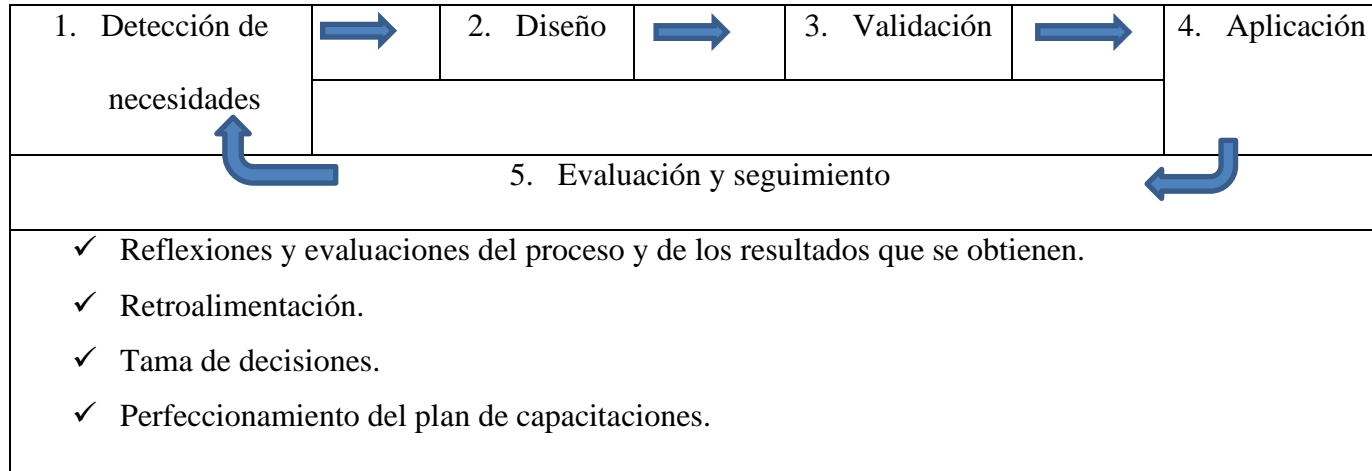 1. Detección de necesidades
2. Diseño
3. Validación
4. Aplicación
5. Evaluación y seguimiento
✓ Reflexiones y evaluaciones del proceso y de los resultados que se obtienen.
✓ Retroalimentación.
✓ Tama de decisiones.
✓ Perfeccionamiento del plan de capacitaciones.